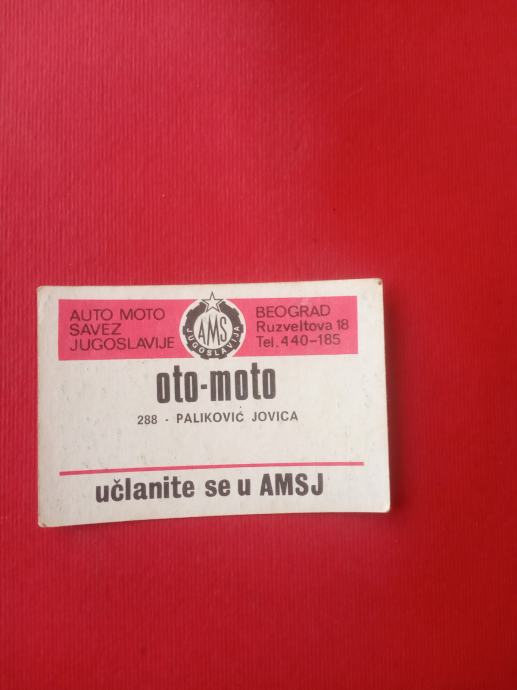 AUTO MOTO
SAVEZ
JUGOSLAVIJE
AMS
JUGOSLAVIJA
BEOGRAD
Ruzveltova 18
Tel. 440-185
oto-moto
288 - PALIKOVIĆ JOVICA
učlanite se u AMSJ